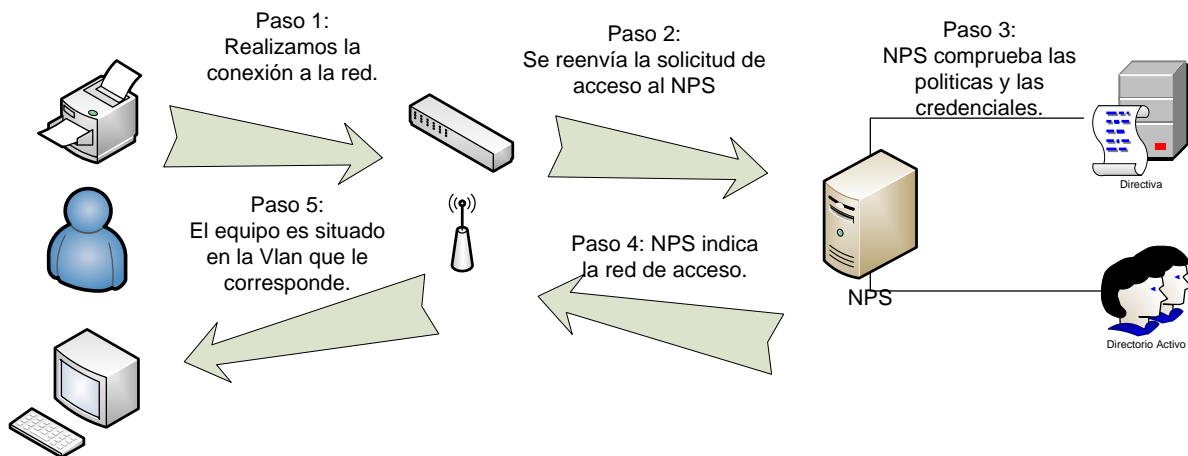 Paso 1:
Realizamos la
conexión a la red.
Paso 2:
Se reenvía la solicitud de
acceso al NPS
Paso 3:
NPS comprueba las
politicas y las
credenciales.
Directiva
Paso 5:
El equipo es situado
en la Vlan que le
corresponde.
Paso 4: NPS indica
la red de acceso.
NPS
Directorio Activo